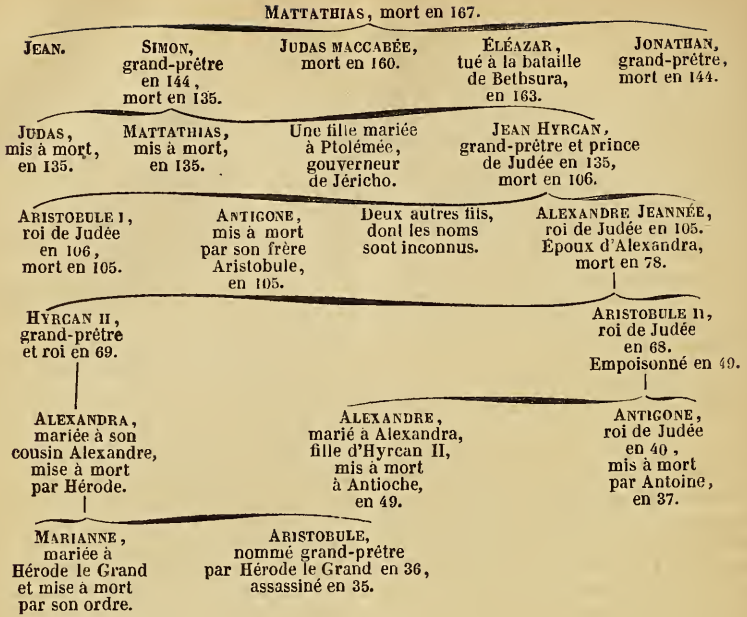 MATTATHIAS, mort en 167.
JEAN.
SIMON,
grand-prêtre
en 144,
mort en 135.
JUDAS MACCABÉE,
mort en 160.
ÉLÉAZAR,
tué à la bataille
de Bethsura,
en 163.
JONATHAN,
grand-prêtre,
mort en 144.
JUDAS,
mis à mort,
en 135.
MATTATHIAS,
mis à mort,
en 135.
Une fille mariée
à Ptolémée,
gouverneur
de Jéricho.
JEAN HYRCAN,
grand-prêtre et prince
de Judée en 135,
mort en 106.
ARISTOBULE I,
roi de Judée
en 106,
mort en 105.
ANTIGONE,
mis à mort
par son frère
Aristobule,
en 105.
Deux autres fils,
dont les noms
sont inconnus.
ALEXANDRE JEANNÉE,
roi de Judée en 105.
Époux d'Alexandra,
mort en 78.
HYRCAN II,
grand-prêtre
et roi en 69.
ARISTOBULE II,
roi de Judée
en 68.
Empoisonné en 49.
ALEXANDRA,
mariée à son
cousin Alexandre,
mise à mort
par Hérode.
ALEXANDRE,
marié à Alexandra,
fille d'Hyrcan II,
mis à mort
à Antioche,
en 49.
ANTIGONE,
roi de Judée
en 40,
mis à mort
par Antoine,
en 37.
MARIANNE,
mariée à
Hérode le Grand
et mise à mort
par son ordre.
ARISTOBULE,
nommé grand-prêtre
par Hérode le Grand en 36,
assassiné en 35.